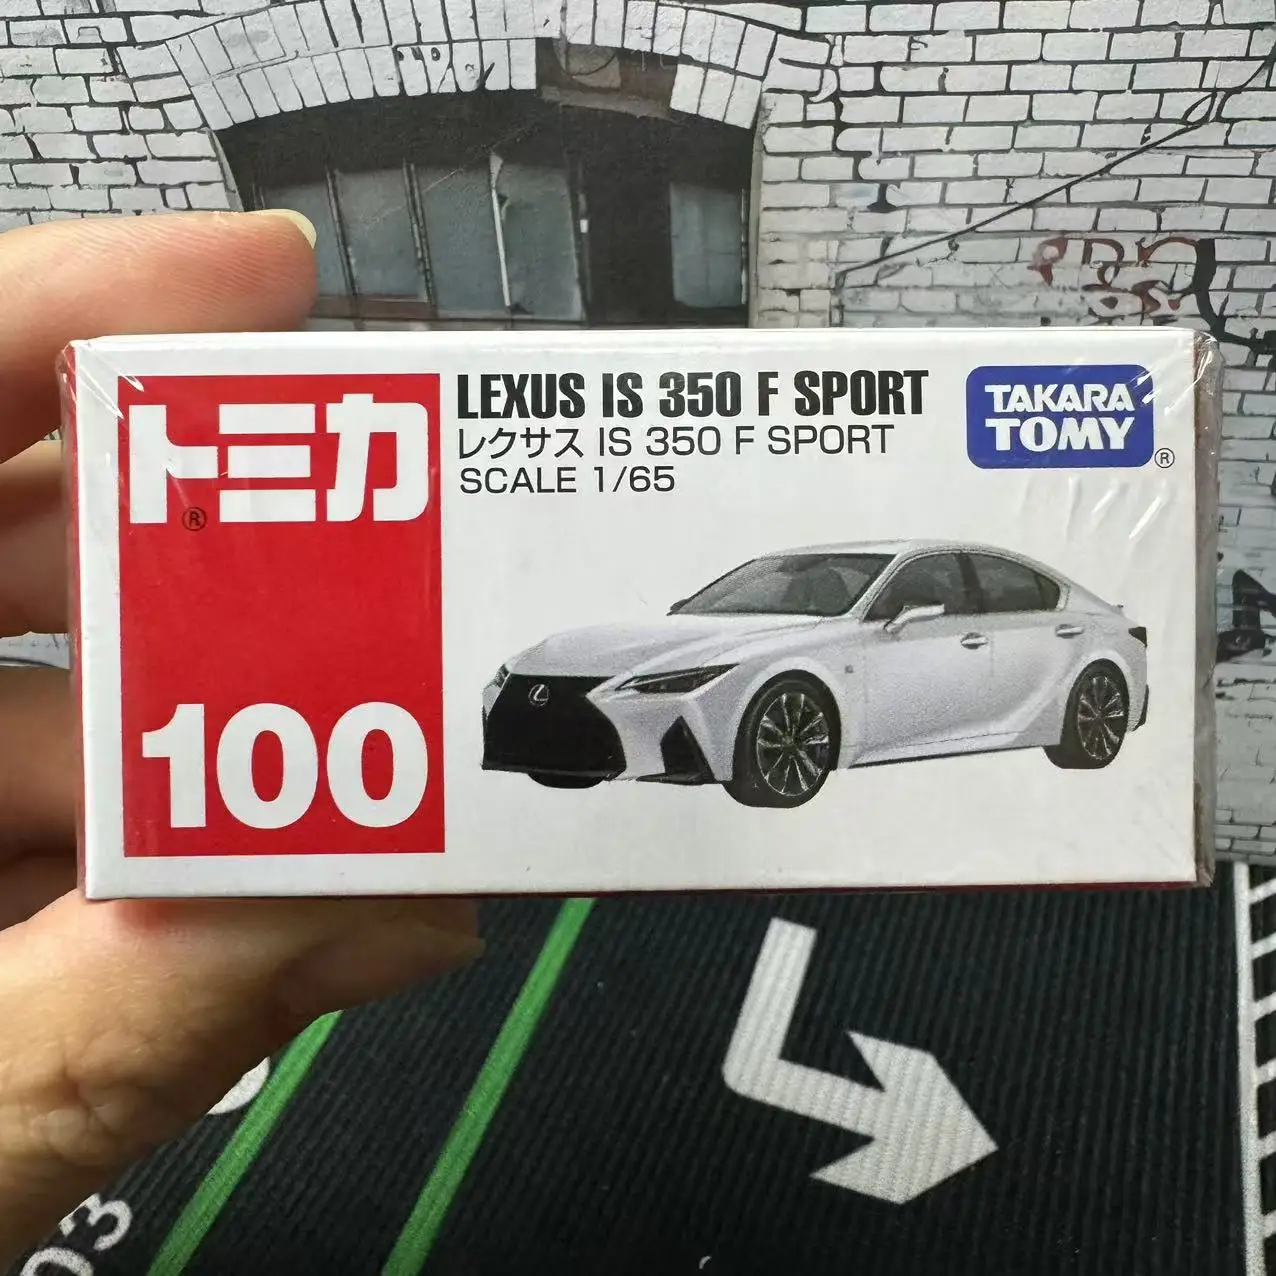 トミカ
®
100
LEXUS IS 350 F SPORT
レクサス IS 350 F SPORT
SCALE 1/65
TAKARA
TOMY
®
03